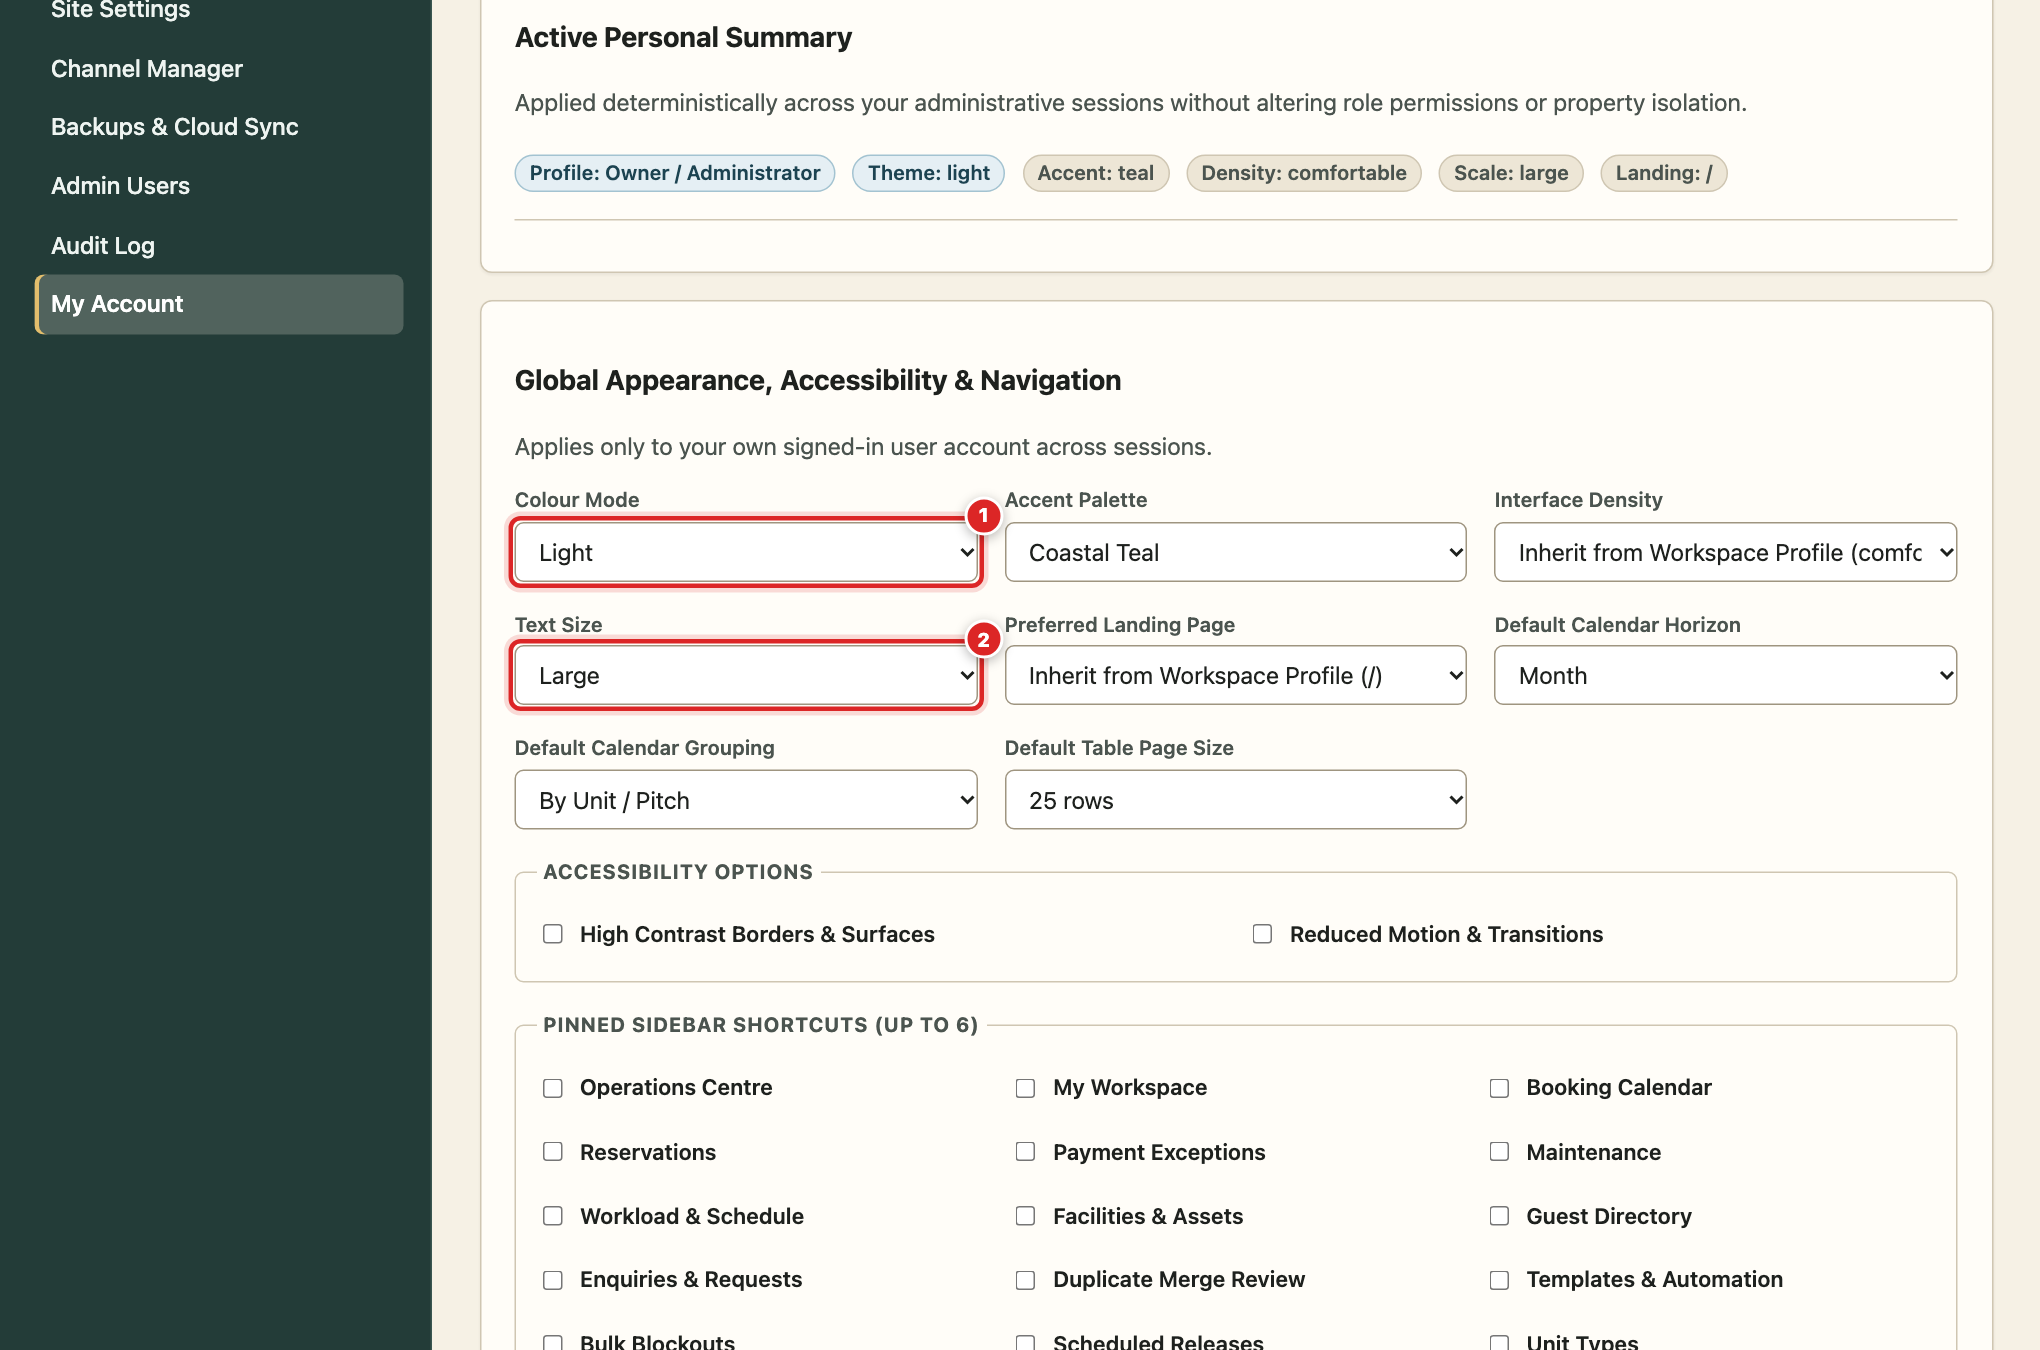 Site Settings
Channel Manager
Backups & Cloud Sync
Admin Users
Audit Log
My Account
Active Personal Summary
Applied deterministically across your administrative sessions without altering role permissions or property isolation.
Profile: Owner / Administrator
Theme: light
Accent: teal
Density: comfortable
Scale: large
Landing: /
Global Appearance, Accessibility & Navigation
Applies only to your own signed-in user account across sessions.
Colour Mode
Light
1
Accent Palette
Coastal Teal
Interface Density
Inherit from Workspace Profile (comfo
Text Size
Large
2
Preferred Landing Page
Inherit from Workspace Profile (/)
Default Calendar Horizon
Month
Default Calendar Grouping
By Unit / Pitch
Default Table Page Size
25 rows
ACCESSIBILITY OPTIONS
High Contrast Borders & Surfaces
Reduced Motion & Transitions
PINNED SIDEBAR SHORTCUTS (UP TO 6)
Operations Centre
My Workspace
Booking Calendar
Reservations
Payment Exceptions
Maintenance
Workload & Schedule
Facilities & Assets
Guest Directory
Enquiries & Requests
Duplicate Merge Review
Templates & Automation
Bulk Blockouts
Scheduled Releases
Unit Types